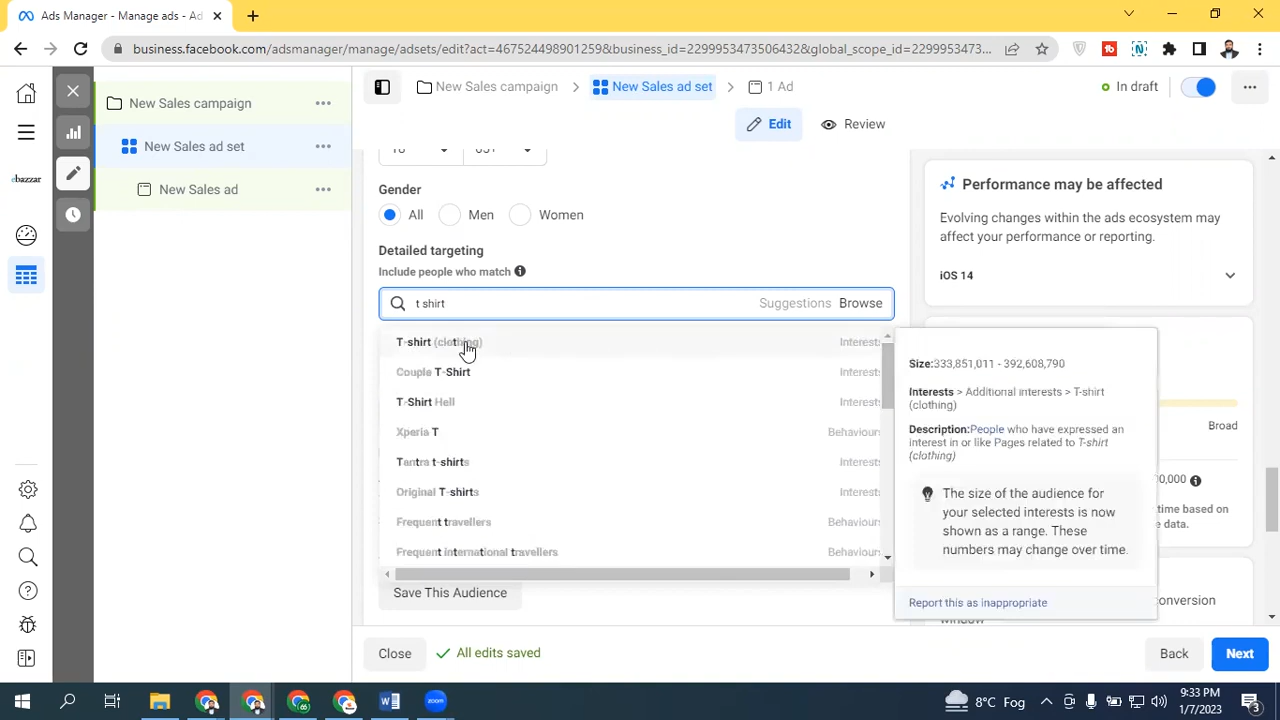 Ads Manager - Manage ads - Ad
business.facebook.com/adsmanager/manage/adsets/edit?act=467524498901259&business_id=2299953473506432&global_scope_id=2299953473...
New Sales campaign
New Sales ad set
New Sales ad
ebazzar
New Sales campaign > New Sales ad set > 1 Ad
In draft
Edit
Review
18
65+
Gender
All
Men
Women
Detailed targeting
Include people who match
t shirt
Suggestions
Browse
T-shirt (clothing)
Interests
Couple T-Shirt
Interests
T-Shirt Hell
Interests
Xperia T
Behaviours
Tantra t-shirts
Interests
Original T-shirts
Interests
Frequent travellers
Behaviours
Frequent international travellers
Behaviours
Save This Audience
Size:333,851,011 - 392,608,790
Interests > Additional interests > T-shirt
(clothing)
Description:People who have expressed an
interest in or like Pages related to T-shirt
(clothing)
The size of the audience for
your selected interests is now
shown as a range. These
numbers may change over time.
Report this as inappropriate
Performance may be affected
Evolving changes within the ads ecosystem may
affect your performance or reporting.
iOS 14
Broad
time based on
e data.
conversion
window
Close
All edits saved
Back
Next
8°C Fog
9:33 PM
1/7/2023
3